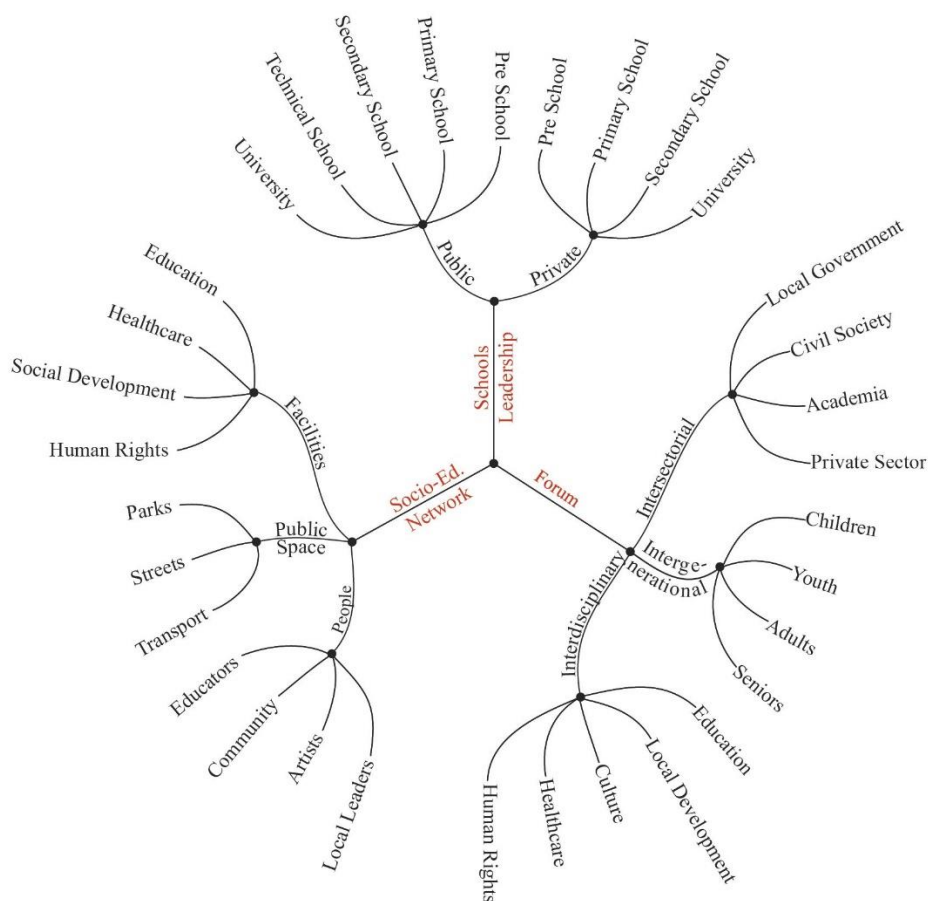 University
Technical School
Secondary School
Primary School
Pre School
Pre School
Primary School
Secondary School
University
Public
Private
Schools
Leadership
Education
Healthcare
Social Development
Human Rights
Facilities
Parks
Streets
Transport
Public
Space
Socio-Ed.
Network
People
Educators
Community
Artists
Local Leaders
Forum
Intersectorial
Local Government
Civil Society
Academia
Private Sector
Interge-
nerational
Children
Youth
Adults
Seniors
Interdisciplinary
Education
Local Development
Culture
Healthcare
Human Rights